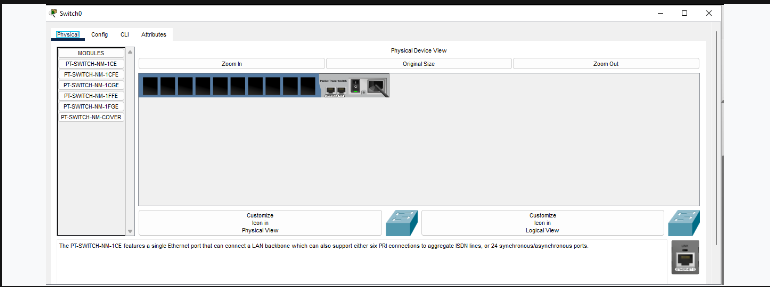 Switch0
Physical Config CLI Attributes
MODULES
PT-SWITCH-NM-1CE
PT-SWITCH-NM-1CFE
PT-SWITCH-NM-1CGE
PT-SWITCH-NM-1FFE
PT-SWITCH-NM-1FGE
PT-SWITCH-NM-COVER
Physical Device View
Zoom In Original Size Zoom Out
Customize
Icon in
Physical View
Customize
Icon in
Logical View
The PT-SWITCH-NM-1CE features a single Ethernet port that can connect a LAN backbone which can also support either six PRI connections to aggregate ISDN lines, or 24 synchronous/asynchronous ports.